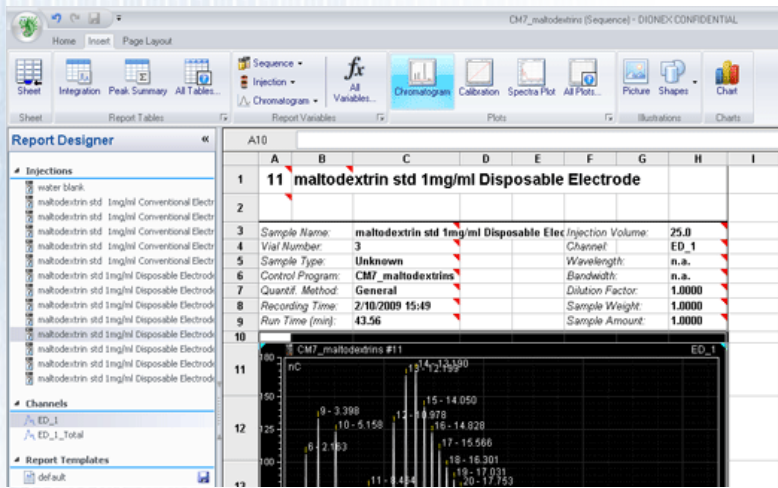 CM7_maltodextrins (Sequence) - DIONEX CONFIDENTIAL
Home Insert Page Layout
Sheet
Integration Peak Summary All Tables...
Sequence
Injection
Chromatogram
fx
All Variables...
Chromatogram Calibration Spectra Plot All Plots...
Picture Shapes
Chart
Sheet Report Tables Report Variables Plots Illustrations Charts
Report Designer «
A10
Injections
water blank
maltodextrin std 1mg/ml Conventional Electr
maltodextrin std 1mg/ml Conventional Electr
maltodextrin std 1mg/ml Conventional Electr
maltodextrin std 1mg/ml Conventional Electr
maltodextrin std 1mg/ml Conventional Electr
maltodextrin std 1mg/ml Disposable Electrode
maltodextrin std 1mg/ml Disposable Electrode
maltodextrin std 1mg/ml Disposable Electrode
maltodextrin std 1mg/ml Disposable Electrode
maltodextrin std 1mg/ml Disposable Electrode
maltodextrin std 1mg/ml Disposable Electrode
maltodextrin std 1mg/ml Disposable Electrode
maltodextrin std 1mg/ml Disposable Electrode
Channels
ED_1
ED_1_Total
Report Templates
default
A B C D E F G H I
1 11 maltodextrin std 1mg/ml Disposable Electrode
2
3 Sample Name: maltodextrin std 1mg/ml Disposable Elec Injection Volume: 25.0
4 Vial Number: 3 Channel: ED_1
5 Sample Type: Unknown Wavelength: n.a.
6 Control Program: CM7_maltodextrins Bandwidth: n.a.
7 Quantif. Method: General Dilution Factor: 1.0000
8 Recording Time: 2/10/2009 15:49 Sample Weight: 1.0000
9 Run Time (min): 43.56 Sample Amount: 1.0000
10
11
12
13
CM7_maltodextrins #11 ED_1
180
nC
150
125
100
14 - 13.190
13 - 12.199
15 - 14.050
9 - 3.398
12 - 10.978
10 - 5.158
16 - 14.828
6 - 2.163
17 - 15.566
18 - 16.301
19 - 17.031
11 - 8.454
20 - 17.753